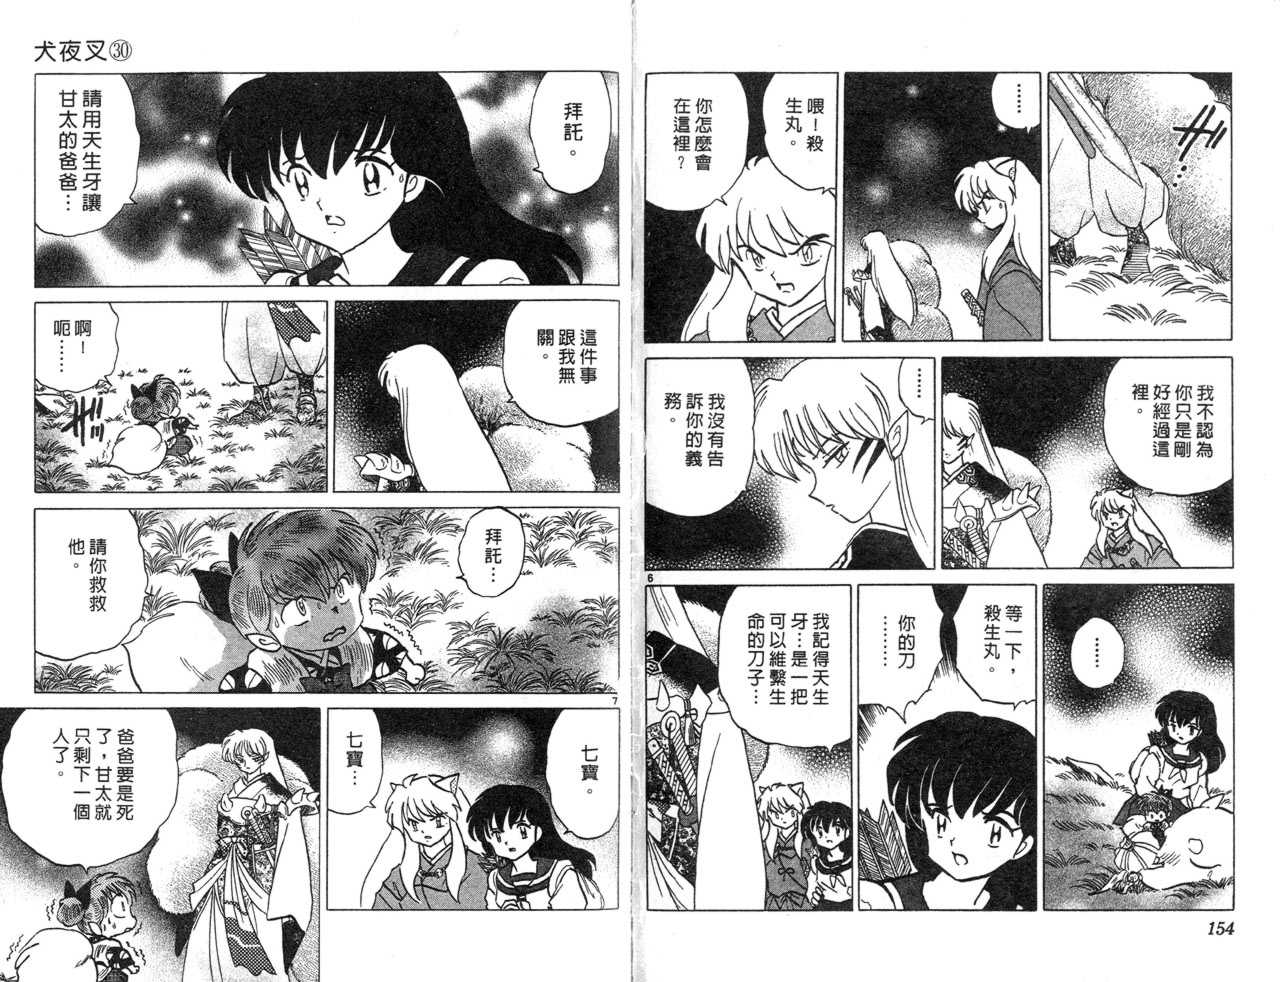 犬夜叉㉚
……
喂！殺
生丸。
你怎麼會
在這裡？
我不認為
你只是剛
好經過這
裡。
……
我沒有告
訴你的義
務。
……
等一下，
殺生丸。
你的刀
………
我記得天生
牙…是一把
可以維繫生
命的刀子…
6
154
拜託。
請用天生牙讓
甘太的爸爸…
這件事
跟我無
關。
啊！
呃……
拜託…
請你救救
他。
7
七寶。
七寶…
爸爸要是死
了，甘太就
只剩下一個
人了。